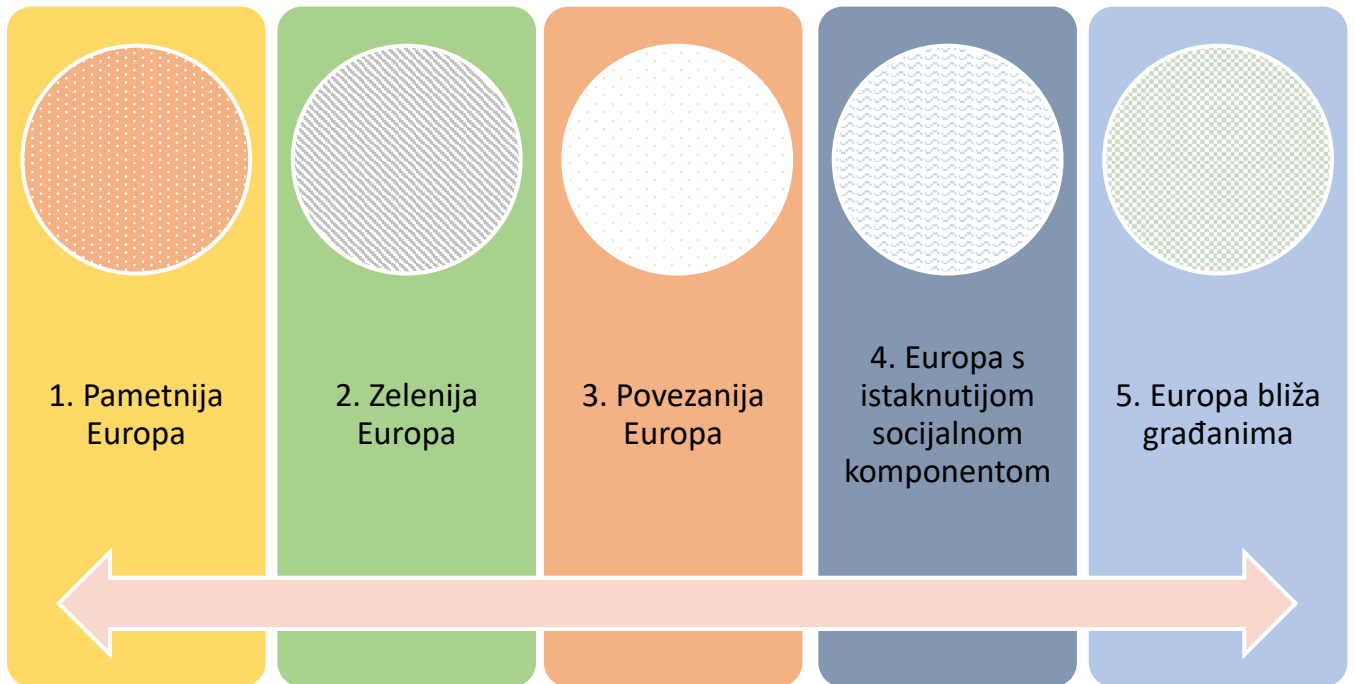 1. Pametnija
Europa
2. Zelenija
Europa
3. Povezanija
Europa
4. Europa s
istaknutijom
socijalnom
komponentom
5. Europa bliža
građanima